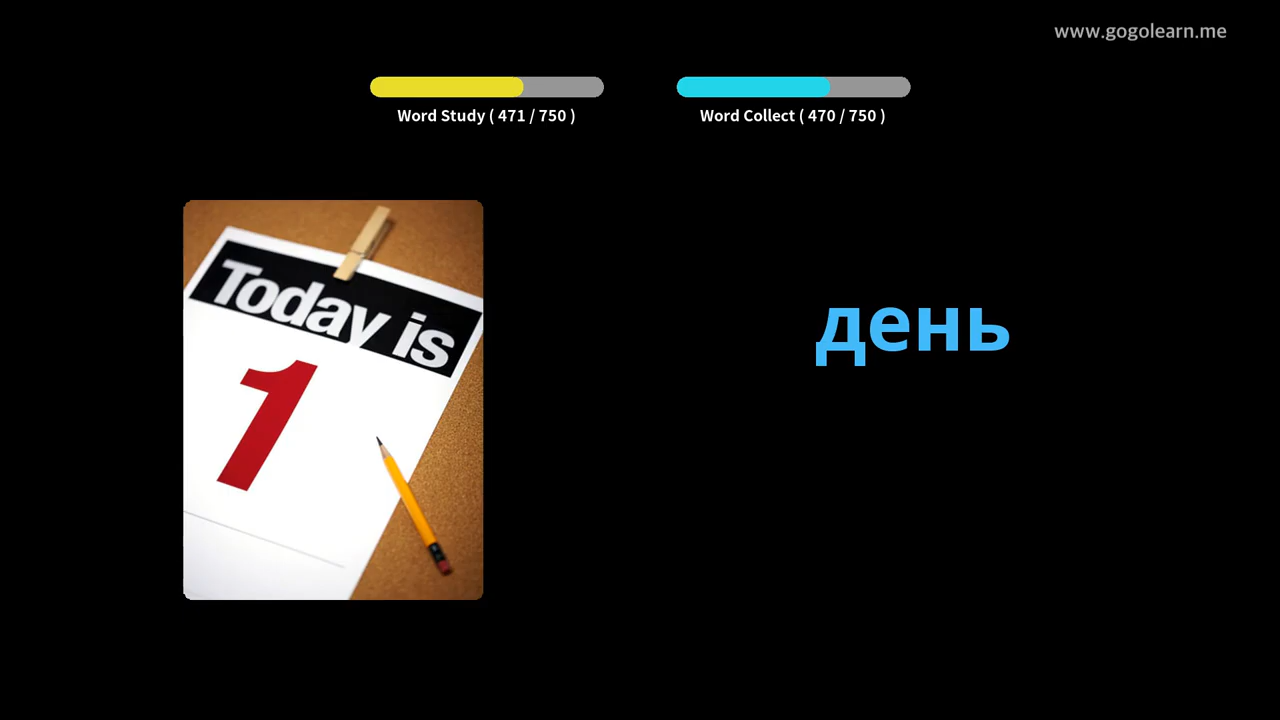 www.gogolearn.me
Word Study ( 471 / 750 )
Word Collect ( 470 / 750 )
Today is
1
день